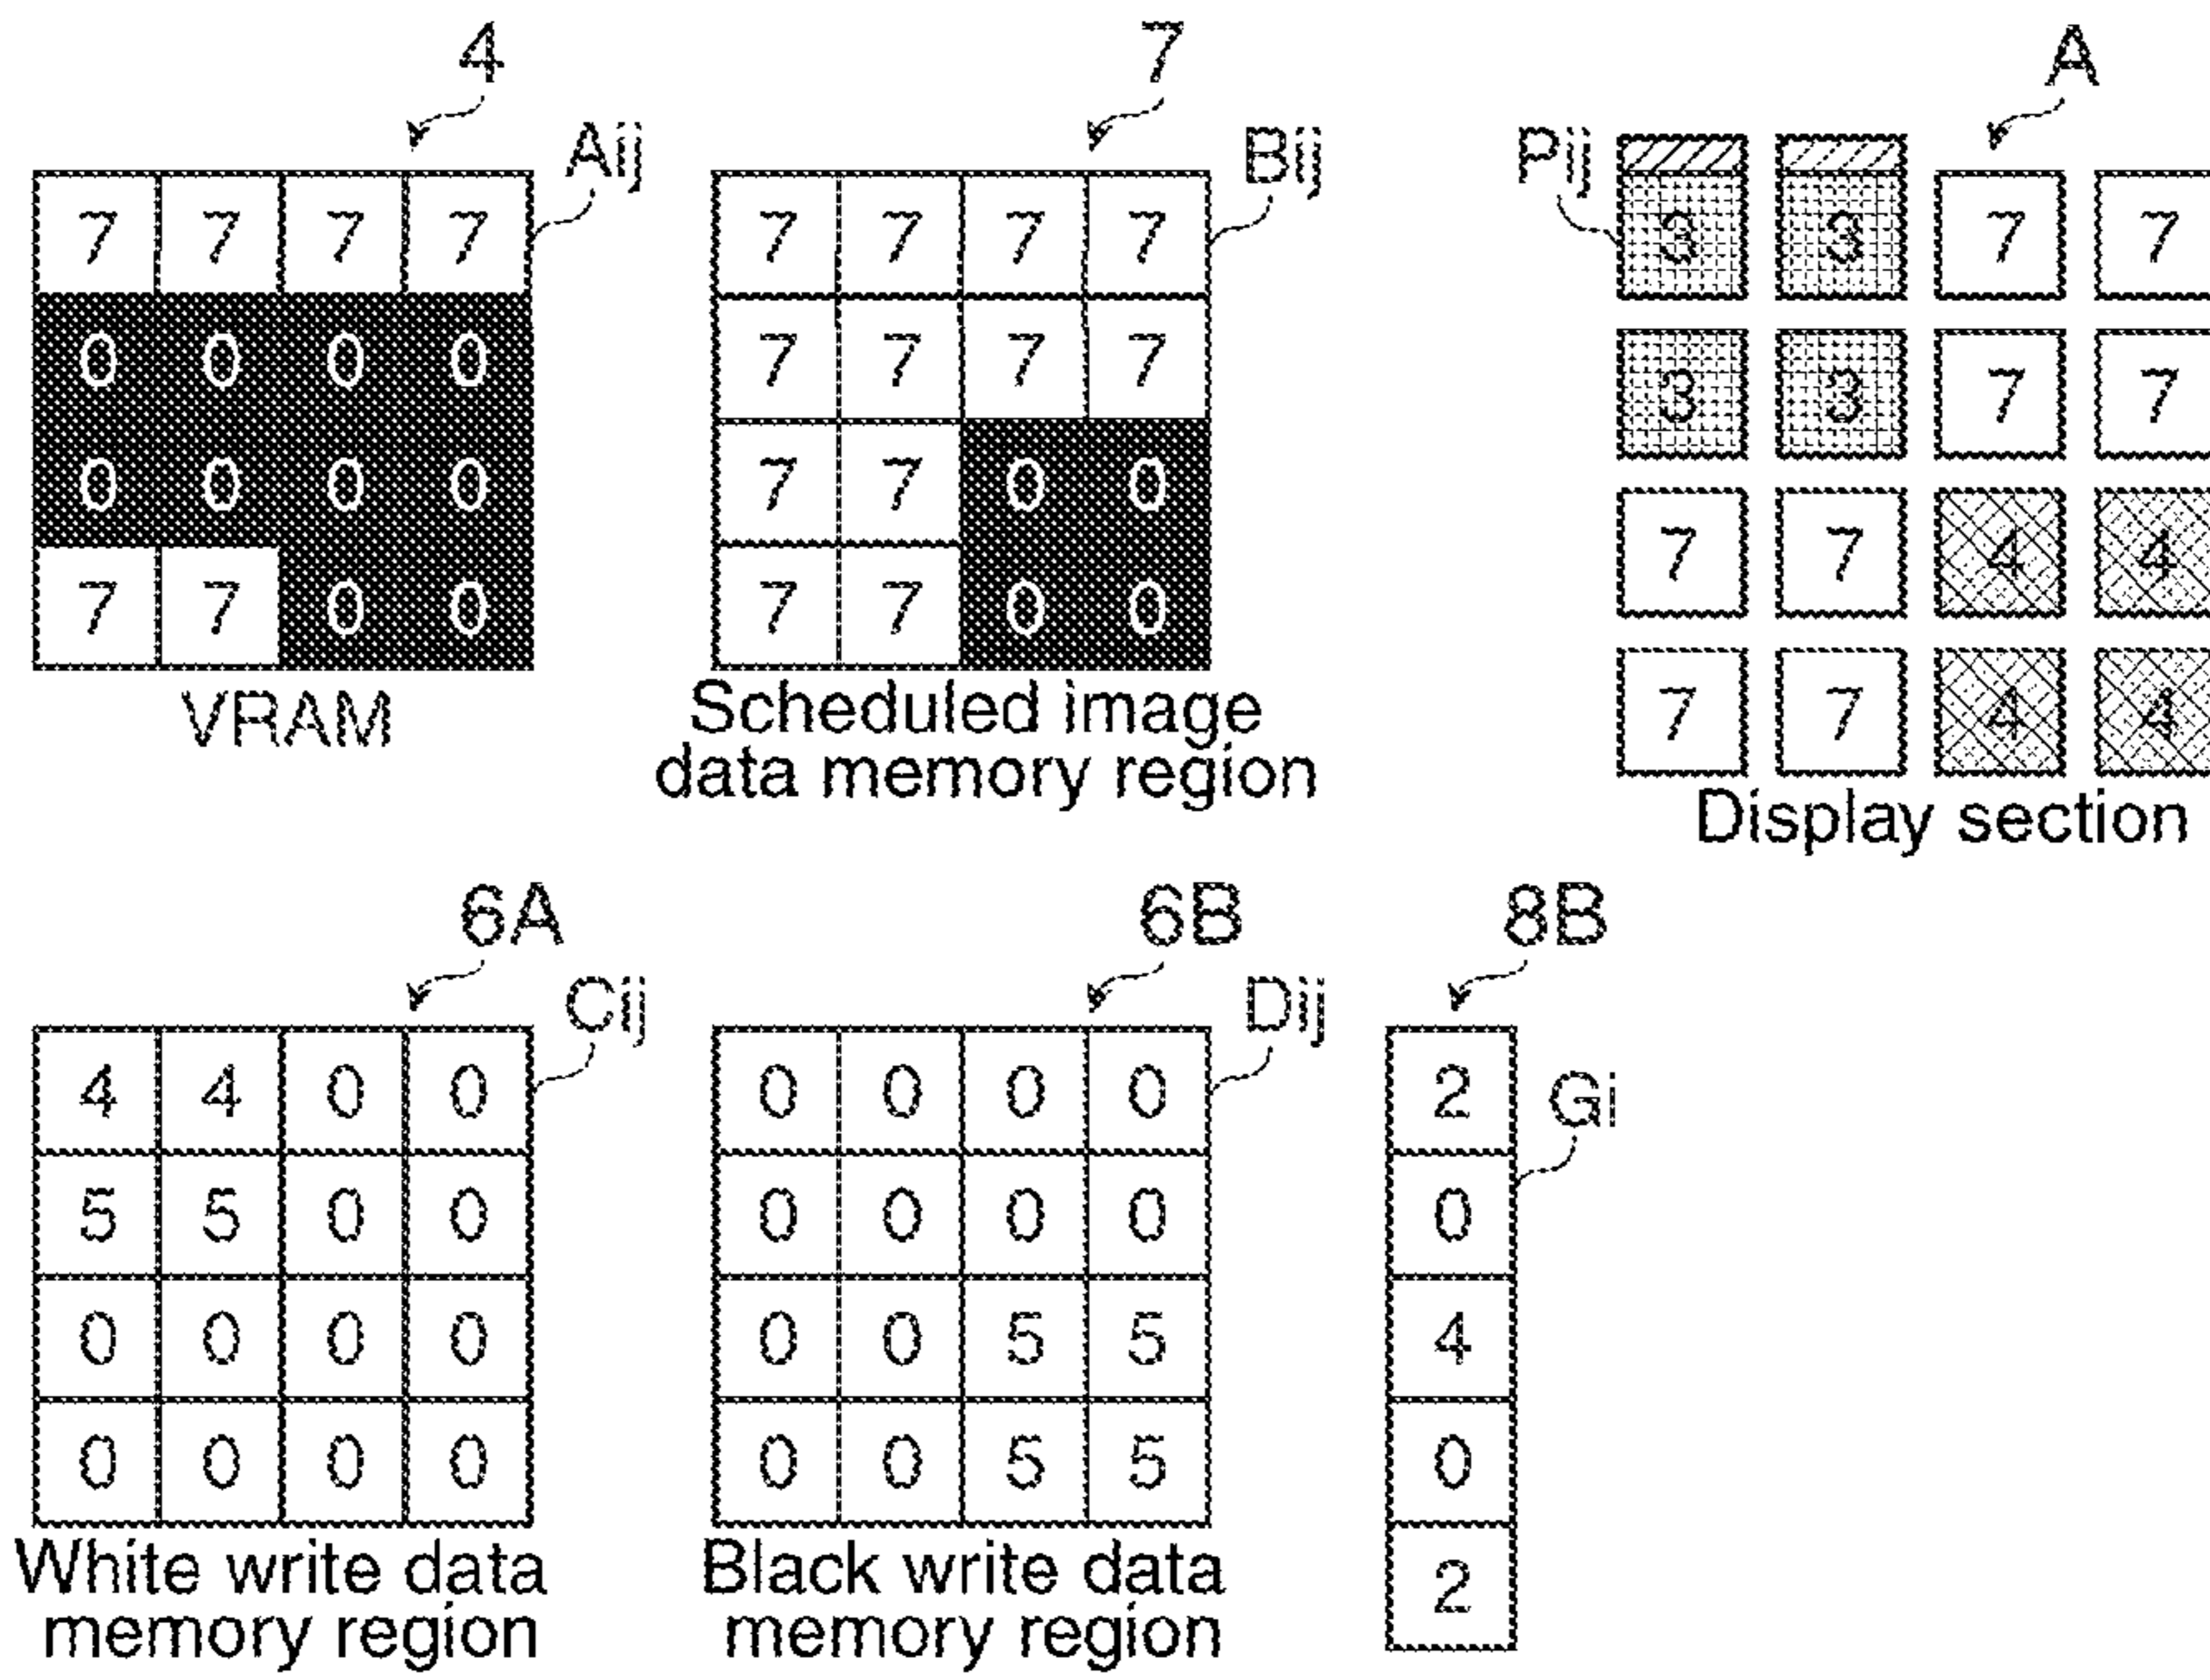 4
7
A
Aij
Bij
Pij
7 7 7 7
0 0 0 0
0 0 0 0
7 7 0 0
VRAM
7 7 7 7
7 7 7 7
7 7 0 0
7 7 0 0
Scheduled image
data memory region
3 3 7 7
3 3 7 7
7 7 4 4
7 7 4 4
Display section
6A
6B
8B
Cij
Dij
Gi
4 4 0 0
5 5 0 0
0 0 0 0
0 0 0 0
White write data
memory region
0 0 0 0
0 0 0 0
0 0 5 5
0 0 5 5
Black write data
memory region
2
0
4
0
2